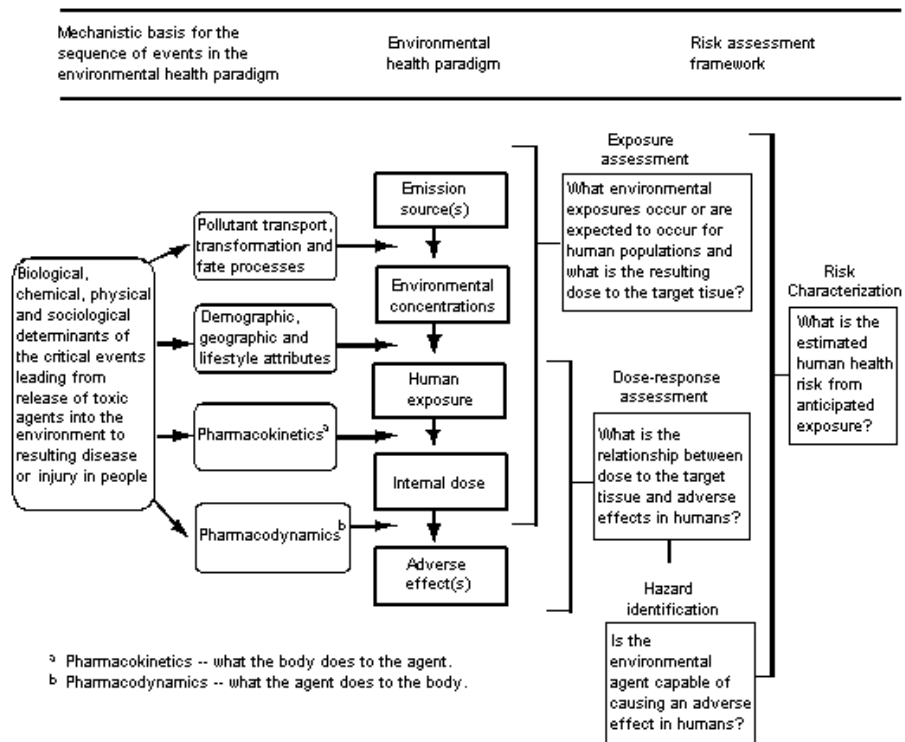 Mechanistic basis for the
sequence of events in the
environmental health paradigm
Environmental
health paradigm
Risk assessment
framework
Biological,
chemical, physical
and sociological
determinants of
the critical events
leading from
release of toxic
agents into the
environment to
resulting disease
or injury in people
Pollutant transport,
transformation and
fate processes
Demographic,
geographic and
lifestyle attributes
Pharmacokinetics a
Pharmacodynamics b
Emission
source(s)
Environmental
concentrations
Human
exposure
Internal dose
Adverse
effect(s)
Exposure
assessment
What environmental
exposures occur or are
expected to occur for
human populations and
what is the resulting
dose to the target tisue?
Dose-response
assessment
What is the
relationship between
dose to the target
tissue and adverse
effects in humans?
Hazard
identification
Is the
environmental
agent capable of
causing an adverse
effect in humans?
Risk
Characterization
What is the
estimated
human health
risk from
anticipated
exposure?
a Pharmacokinetics -- what the body does to the agent.
b Pharmacodynamics -- what the agent does to the body.